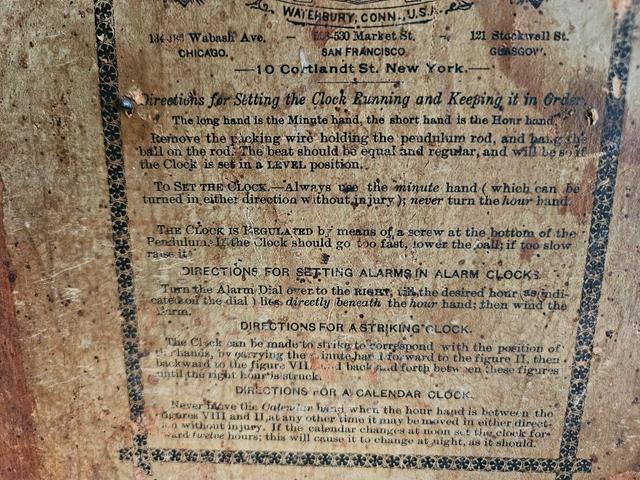 WATERBURY, CONN., U.S.A.
Wabash Ave. – 530 Market St. – 121 Stockwell St.
CHICAGO. SAN FRANCISCO. GLASGOW.
—10 Cortlandt St. New York.—
Directions for Setting the Clock Running and Keeping it in Order.
The long hand is the Minute hand, the short hand is the Hour hand.
Remove the packing wire holding the pendulum rod, and hang the
ball on the rod. The beat should be equal and regular, and will be so if
the Clock is set in a LEVEL position.
To SET THE CLOCK.—Always use the minute hand ( which can be
turned in either direction without injury ); never turn the hour hand.
THE CLOCK IS REGULATED by means of a screw at the bottom of the
Pendulum. If the Clock should go too fast, lower the ball; if too slow
raise it
DIRECTIONS FOR SETTING ALARMS IN ALARM CLOCKS.
Turn the Alarm Dial over to the RIGHT, till the desired hour (as indi-
cated on the dial ) lies directly beneath the hour hand; then wind the
alarm.
DIRECTIONS FOR A STRIKING CLOCK.
The Clock can be made to strike to correspond with the position of
the hands, by carrying the minute hand forward to the figure II, then
backward to the figure VII, back and forth between these figures
until the right hour is struck.
DIRECTIONS FOR A CALENDAR CLOCK.
Never move the Calendar hand when the hour hand is between the
figures VIII and II, at any other time it may be moved in either direct-
ion without injury. If the calendar changes at noon set the clock for-
ward twelve hours; this will cause it to change at night, as it should.